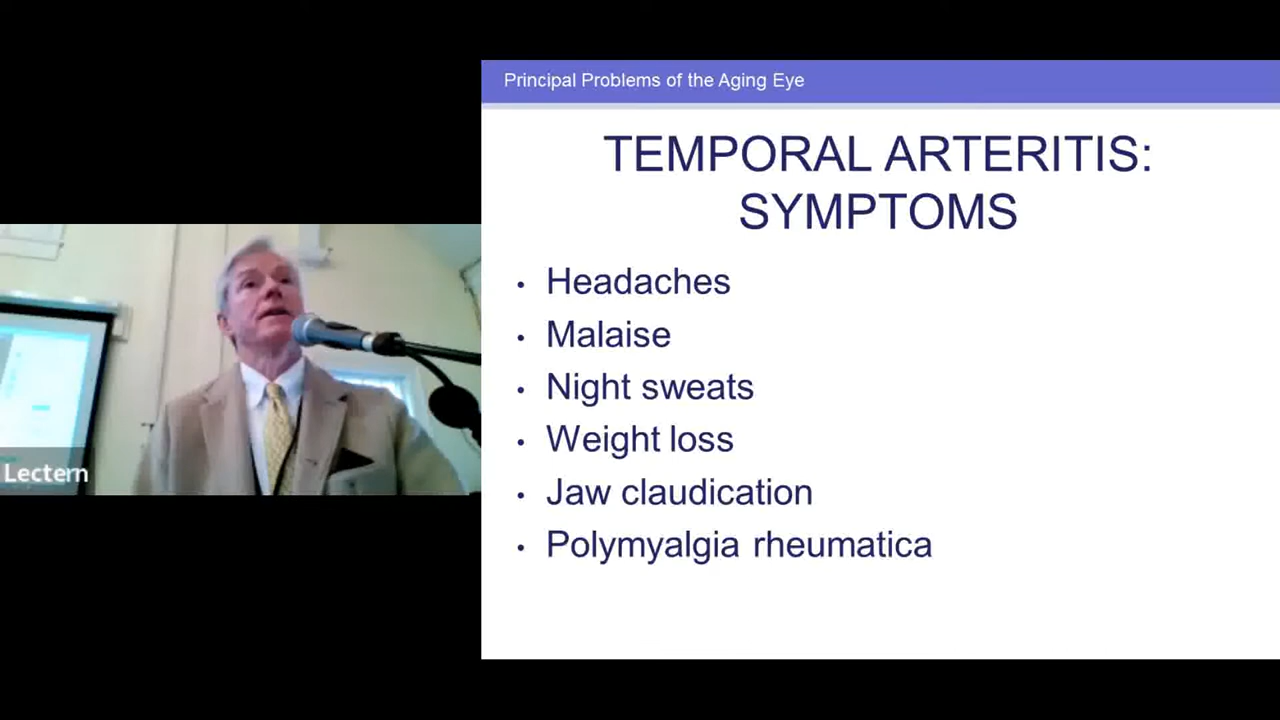 Principal Problems of the Aging Eye
TEMPORAL ARTERITIS:
SYMPTOMS
• Headaches
• Malaise
• Night sweats
• Weight loss
• Jaw claudication
• Polymyalgia rheumatica
Lectern